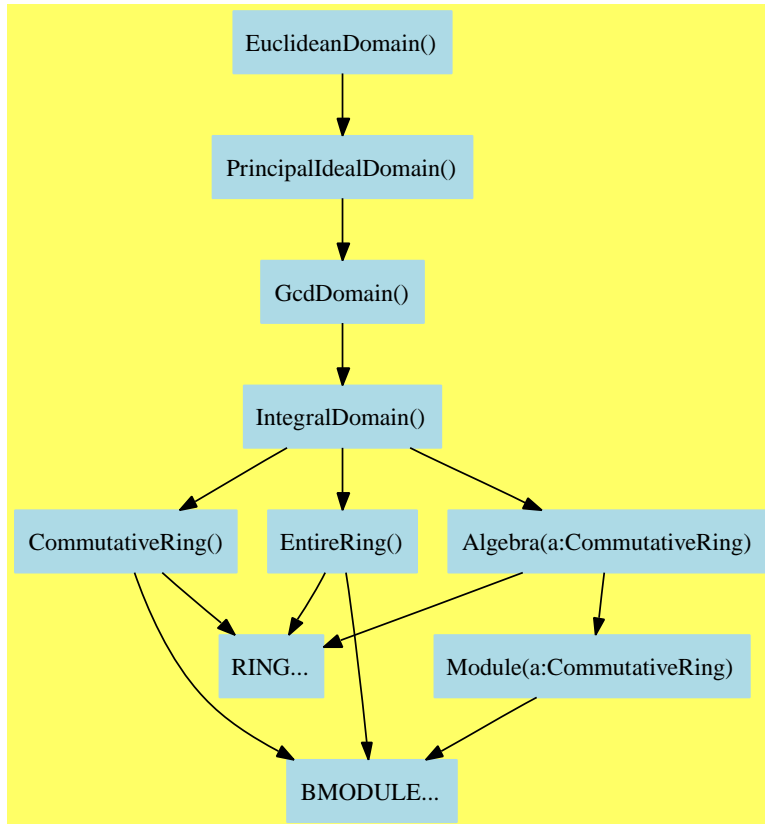 EuclideanDomain()
PrincipalIdealDomain()
GcdDomain()
IntegralDomain()
CommutativeRing()
EntireRing()
Algebra(a:CommutativeRing)
RING...
Module(a:CommutativeRing)
BMODULE...